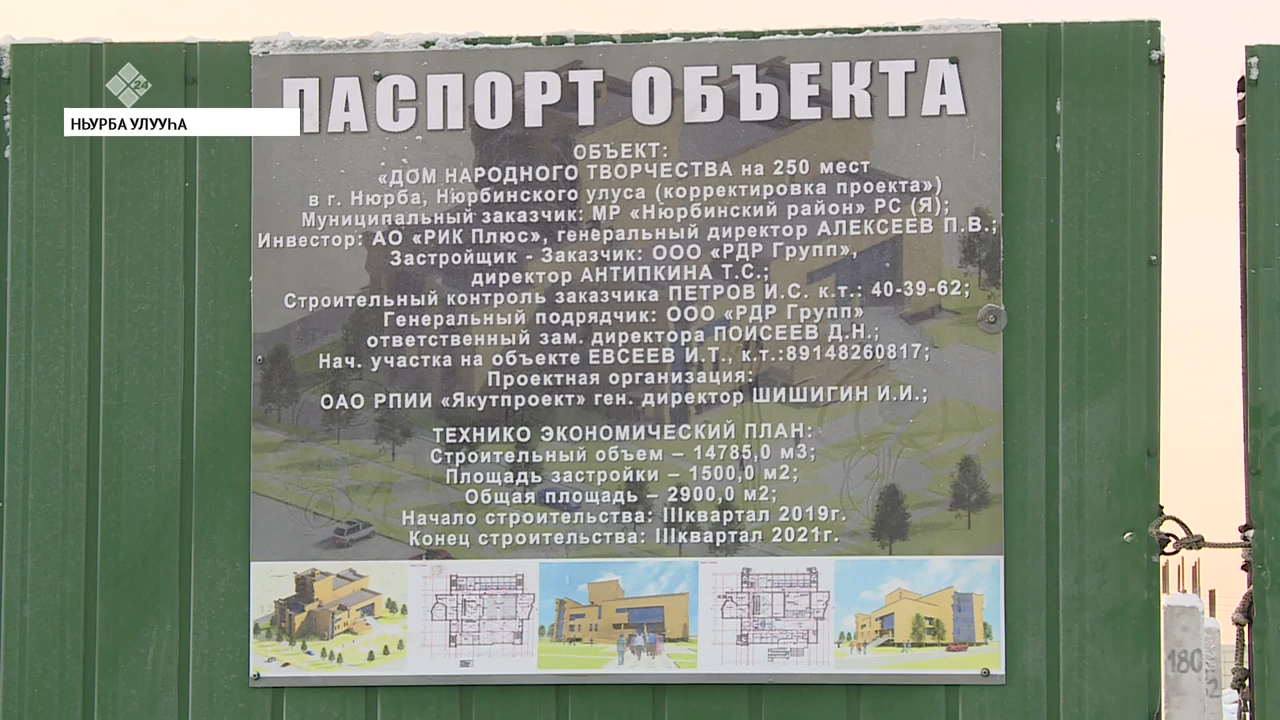 24
НЬУРБА УЛУУҺА
ПАСПОРТ ОБЪЕКТА
ОБЪЕКТ:
«ДОМ НАРОДНОГО ТВОРЧЕСТВА на 250 мест
в г. Нюрба, Нюрбинского улуса (корректировка проекта»)
Муниципальный заказчик: МР «Нюрбинский район» РС (Я);
Инвестор: АО «РИК Плюс», генеральный директор АЛЕКСЕЕВ П.В.;
Застройщик - Заказчик: ООО «РДР Групп»,
директор АНТИПКИНА Т.С.;
Строительный контроль заказчика ПЕТРОВ И.С. к.т.: 40-39-62;
Генеральный подрядчик: ООО «РДР Групп»
ответственный зам. директора ПОИСЕЕВ Д.Н.;
Нач. участка на объекте ЕВСЕЕВ И.Т., к.т.:89148260817;
Проектная организация:
ОАО РПИИ «Якутпроект» ген. директор ШИШИГИН И.И.;
ТЕХНИКО ЭКОНОМИЧЕСКИЙ ПЛАН:
Строительный объем – 14785,0 м3;
Площадь застройки – 1500,0 м2;
Общая площадь – 2900,0 м2;
Начало строительства: IIIквартал 2019г.
Конец строительства: IIIквартал 2021г.
180